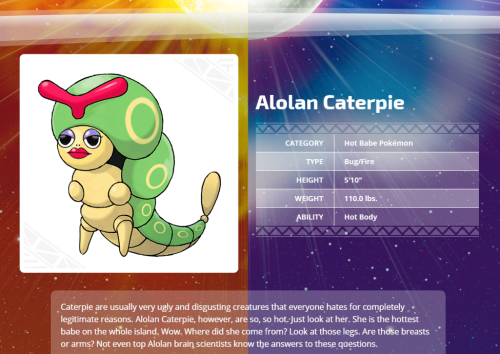 Alolan Caterpie
CATEGORY Hot Babe Pokémon
TYPE Bug/Fire
HEIGHT 5'10"
WEIGHT 110.0 lbs.
ABILITY Hot Body
Caterpie are usually very ugly and disgusting creatures that everyone hates for completely
legitimate reasons. Alolan Caterpie, however, are so, so hot. Just look at her. She is the hottest
babe on the whole island. Wow. Where did she come from? Look at those legs. Are those breasts
or arms? Not even top Alolan brain scientists know the answers to these questions.